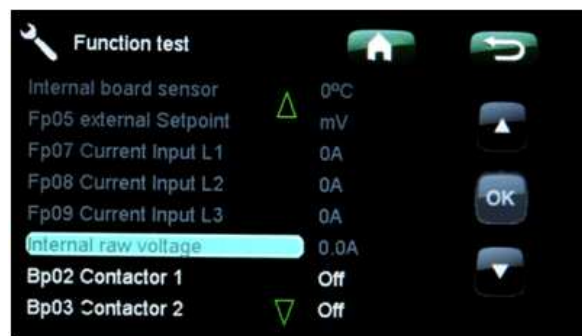 Function test
Internal board sensor 0ºC
Fp05 external Setpoint mV
Fp07 Current Input L1 0A
Fp08 Current Input L2 0A
Fp09 Current Input L3 0A
OK
Internal raw voltage 0.0A
Bp02 Contactor 1 Off
Bp03 Contactor 2 Off